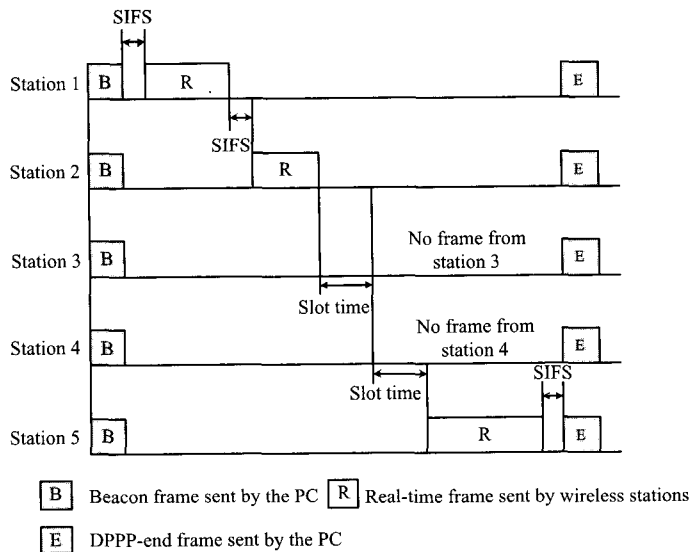 SIFS
Station 1 B R E
SIFS
Station 2 B R E
No frame from
station 3
Station 3 B E
Slot time
No frame from
station 4
Station 4 B E
SIFS
Slot time
Station 5 B R E
B Beacon frame sent by the PC R Real-time frame sent by wireless stations
E DPPP-end frame sent by the PC